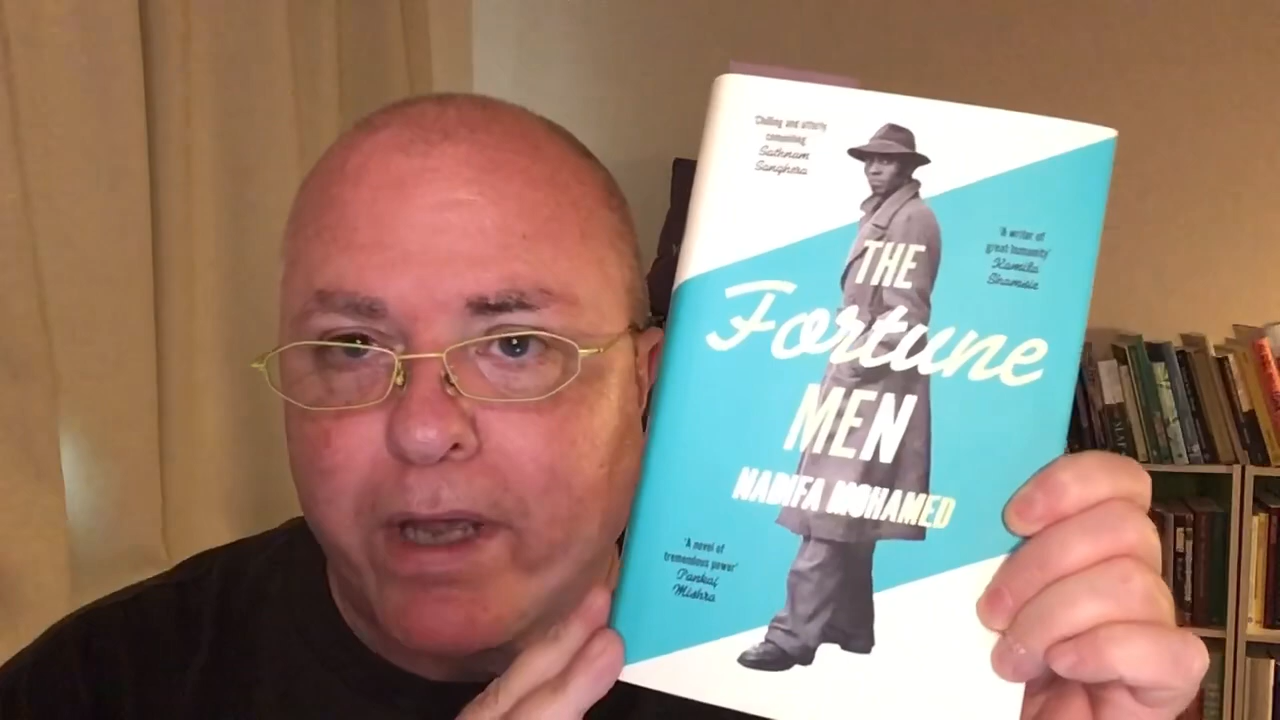 'Chilling and utterly
compelling'
Sathnam
Sanghera
'A writer of
great humanity'
Kamila
Shamsie
THE
Fortune
MEN
NADIFA MOHAMED
'A novel of
tremendous power'
Pankaj
Mishra